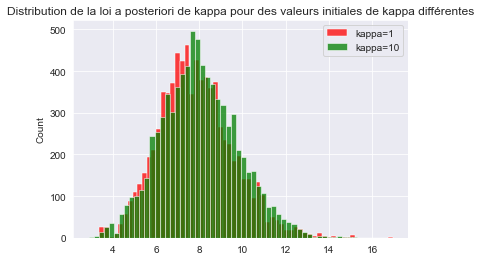 Distribution de la loi a posteriori de kappa pour des valeurs initiales de kappa différentes
kappa=1
kappa=10
Count
500
400
300
200
100
0
4 6 8 10 12 14 16